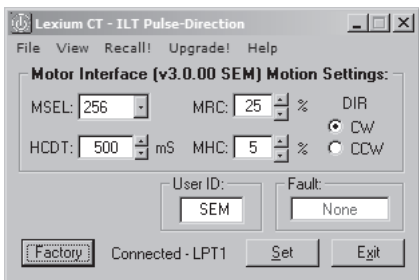 Lexium CT - ILT Pulse-Direction
File View Recall! Upgrade! Help
Motor Interface (v3.0.00 SEM) Motion Settings:
MSEL: 256 MRC: 25 % DIR
CW
HCDT: 500 mS MHC: 5 % CCW
User ID: Fault:
SEM None
Factory Connected - LPT1 Set Exit